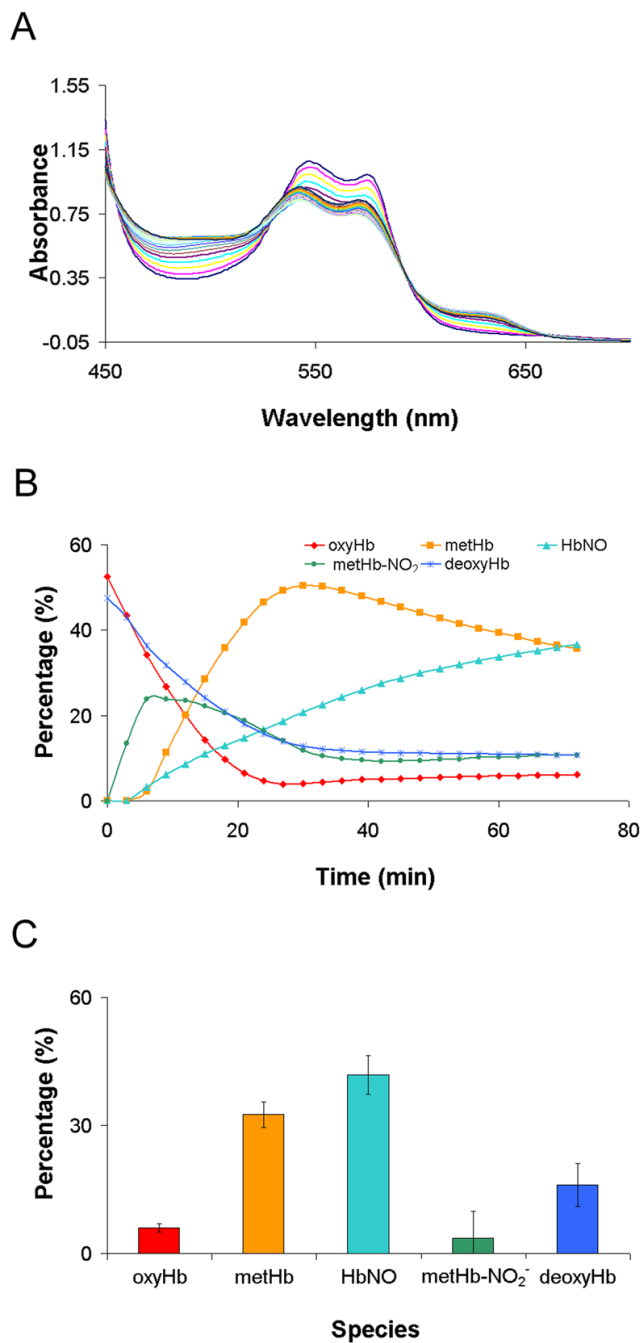 A
1.55
1.15
0.75
0.35
-0.05
Absorbance
450 550 650
Wavelength (nm)
B
oxyHb metHb HbNO
metHb-NO₂ deoxyHb
60
40
20
0
Percentage (%)
0 20 40 60 80
Time (min)
C
60
30
0
Percentage (%)
oxyHb metHb HbNO metHb-NO₂⁻ deoxyHb
Species